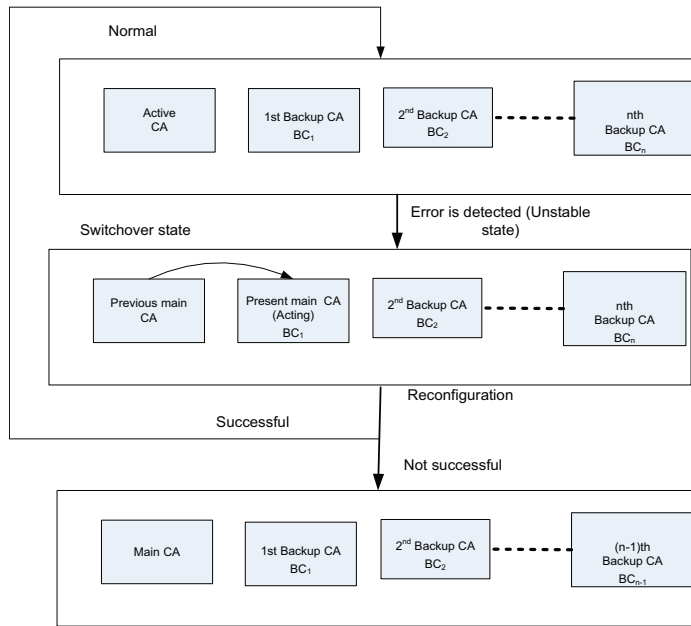 Normal
Active
CA
1st Backup CA
BC₁
2ⁿᵈ Backup CA
BC₂
nth
Backup CA
BCₙ
Error is detected (Unstable
state)
Switchover state
Previous main
CA
Present main CA
(Acting)
BC₁
2ⁿᵈ Backup CA
BC₂
nth
Backup CA
BCₙ
Reconfiguration
Successful
Not successful
Main CA
1st Backup CA
BC₁
2ⁿᵈ Backup CA
BC₂
(n-1)th
Backup CA
BCₙ₋₁